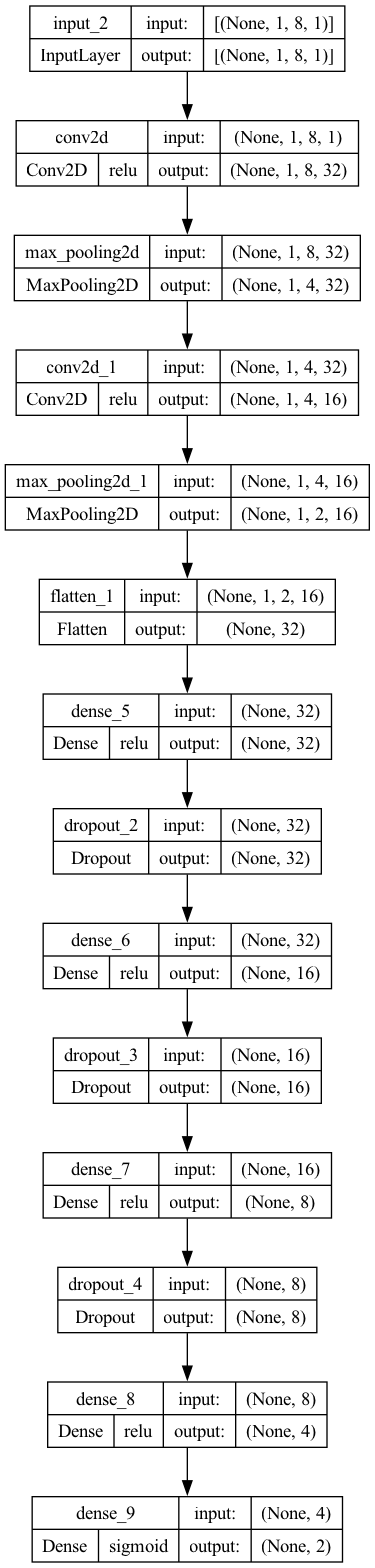 input_2 input: [(None, 1, 8, 1)]
InputLayer output: [(None, 1, 8, 1)]
conv2d input: (None, 1, 8, 1)
Conv2D relu output: (None, 1, 8, 32)
max_pooling2d input: (None, 1, 8, 32)
MaxPooling2D output: (None, 1, 4, 32)
conv2d_1 input: (None, 1, 4, 32)
Conv2D relu output: (None, 1, 4, 16)
max_pooling2d_1 input: (None, 1, 4, 16)
MaxPooling2D output: (None, 1, 2, 16)
flatten_1 input: (None, 1, 2, 16)
Flatten output: (None, 32)
dense_5 input: (None, 32)
Dense relu output: (None, 32)
dropout_2 input: (None, 32)
Dropout output: (None, 32)
dense_6 input: (None, 32)
Dense relu output: (None, 16)
dropout_3 input: (None, 16)
Dropout output: (None, 16)
dense_7 input: (None, 16)
Dense relu output: (None, 8)
dropout_4 input: (None, 8)
Dropout output: (None, 8)
dense_8 input: (None, 8)
Dense relu output: (None, 4)
dense_9 input: (None, 4)
Dense sigmoid output: (None, 2)